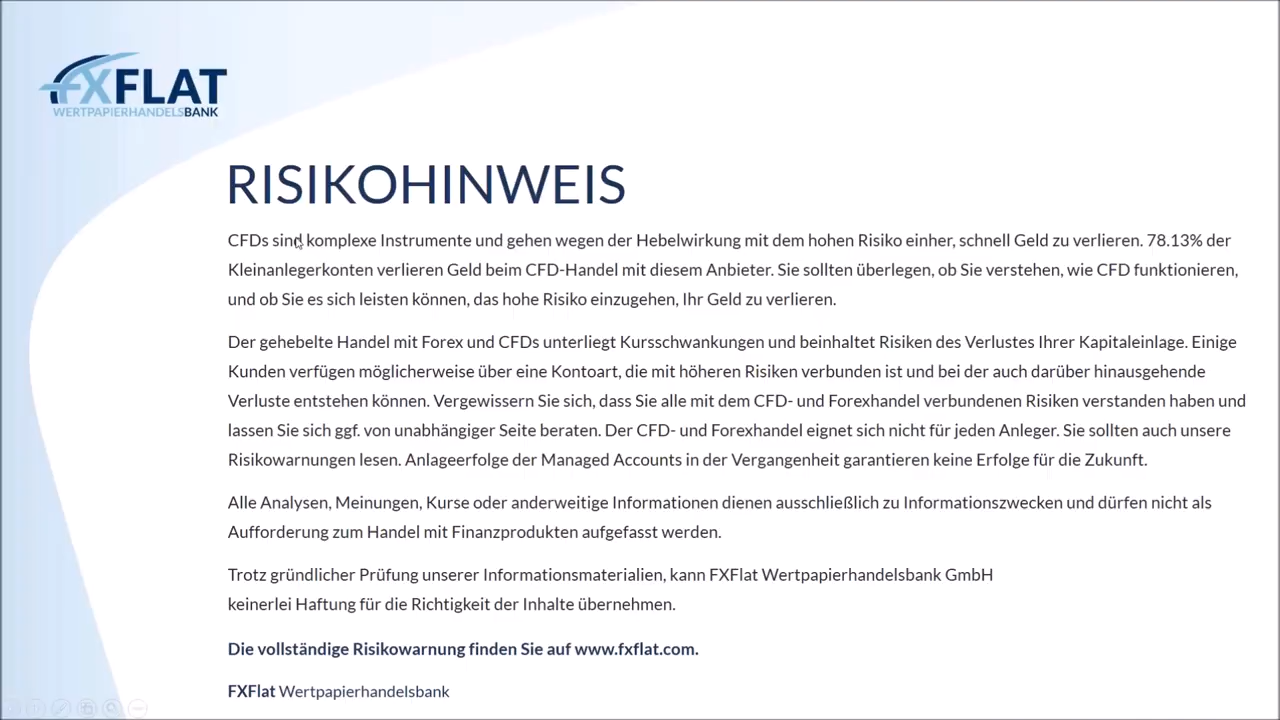 FXFLAT
WERTPAPIERHANDELSBANK
RISIKOHINWEIS
CFDs sind komplexe Instrumente und gehen wegen der Hebelwirkung mit dem hohen Risiko einher, schnell Geld zu verlieren. 78.13% der
Kleinanlegerkonten verlieren Geld beim CFD-Handel mit diesem Anbieter. Sie sollten überlegen, ob Sie verstehen, wie CFD funktionieren,
und ob Sie es sich leisten können, das hohe Risiko einzugehen, Ihr Geld zu verlieren.
Der gehebelte Handel mit Forex und CFDs unterliegt Kursschwankungen und beinhaltet Risiken des Verlustes Ihrer Kapitaleinlage. Einige
Kunden verfügen möglicherweise über eine Kontoart, die mit höheren Risiken verbunden ist und bei der auch darüber hinausgehende
Verluste entstehen können. Vergewissern Sie sich, dass Sie alle mit dem CFD- und Forexhandel verbundenen Risiken verstanden haben und
lassen Sie sich ggf. von unabhängiger Seite beraten. Der CFD- und Forexhandel eignet sich nicht für jeden Anleger. Sie sollten auch unsere
Risikowarnungen lesen. Anlageerfolge der Managed Accounts in der Vergangenheit garantieren keine Erfolge für die Zukunft.
Alle Analysen, Meinungen, Kurse oder anderweitige Informationen dienen ausschließlich zu Informationszwecken und dürfen nicht als
Aufforderung zum Handel mit Finanzprodukten aufgefasst werden.
Trotz gründlicher Prüfung unserer Informationsmaterialien, kann FXFlat Wertpapierhandelsbank GmbH
keinerlei Haftung für die Richtigkeit der Inhalte übernehmen.
Die vollständige Risikowarnung finden Sie auf www.fxflat.com.
FXFlat Wertpapierhandelsbank